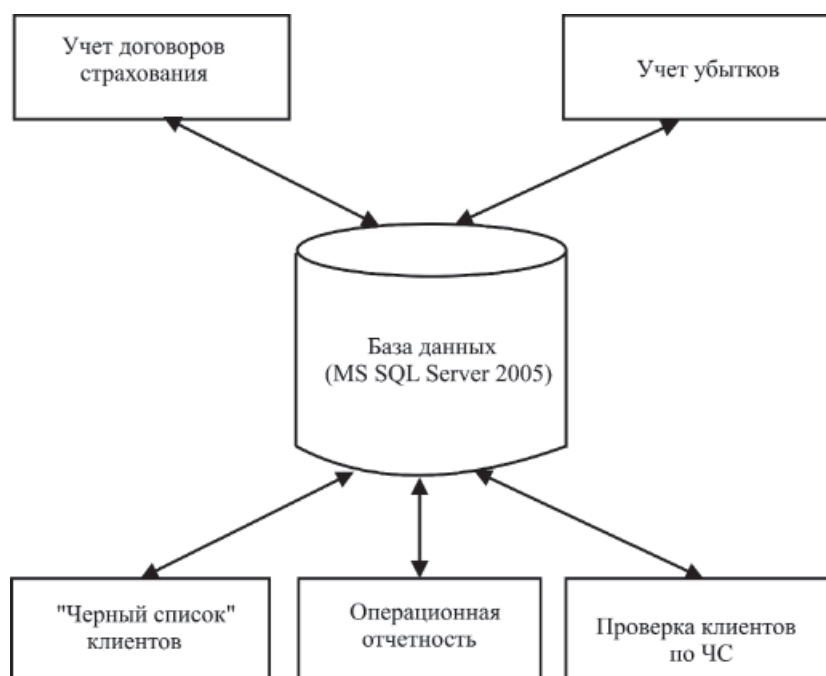 Учет договоров
страхования
Учет убытков
База данных
(MS SQL Server 2005)
"Черный список"
клиентов
Операционная
отчетность
Проверка клиентов
по ЧС